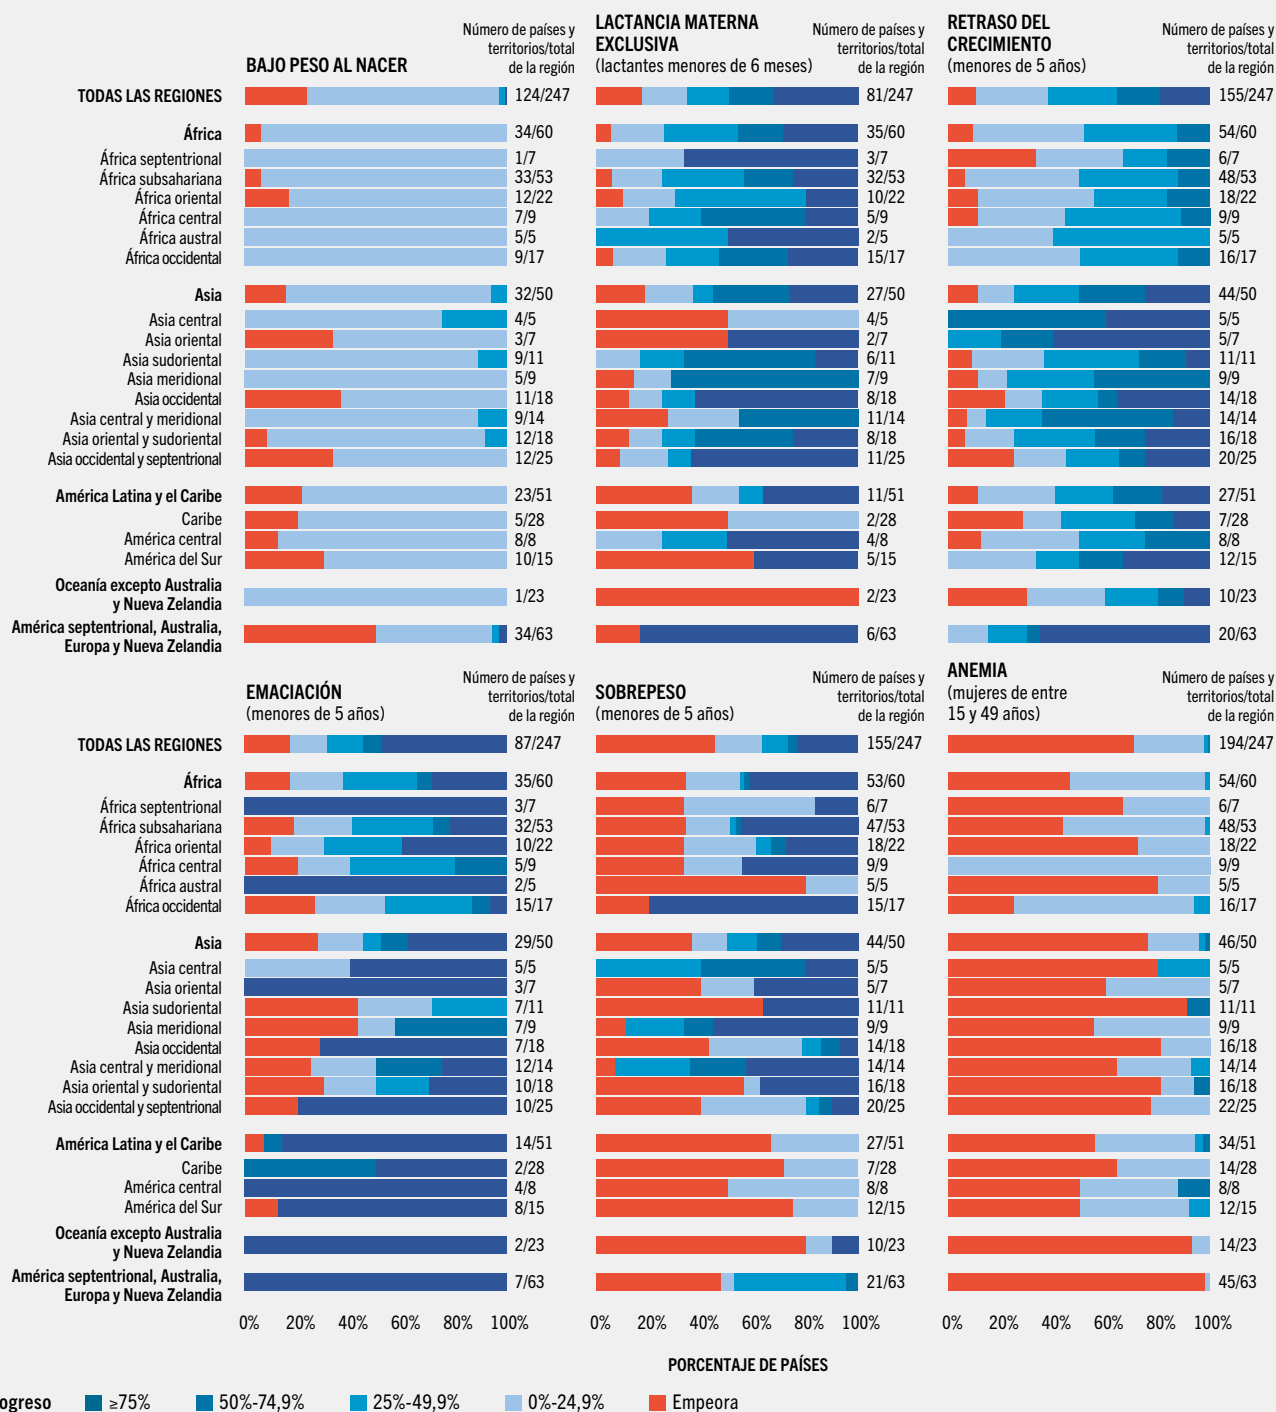 BAJO PESO AL NACER
Número de países y
territorios/total
de la región
LACTANCIA MATERNA
EXCLUSIVA
(lactantes menores de 6 meses)
Número de países y
territorios/total
de la región
RETRASO DEL
CRECIMIENTO
(menores de 5 años)
Número de países y
territorios/total
de la región
TODAS LAS REGIONES 124/247 81/247 155/247
África 34/60 35/60 54/60
África septentrional 1/7 3/7 6/7
África subsahariana 33/53 32/53 48/53
África oriental 12/22 10/22 18/22
África central 7/9 5/9 9/9
África austral 5/5 2/5 5/5
África occidental 9/17 15/17 16/17
Asia 32/50 27/50 44/50
Asia central 4/5 4/5 5/5
Asia oriental 3/7 2/7 5/7
Asia sudoriental 9/11 6/11 11/11
Asia meridional 5/9 7/9 9/9
Asia occidental 11/18 8/18 14/18
Asia central y meridional 9/14 11/14 14/14
Asia oriental y sudoriental 12/18 8/18 16/18
Asia occidental y septentrional 12/25 11/25 20/25
América Latina y el Caribe 23/51 11/51 27/51
Caribe 5/28 2/28 7/28
América central 8/8 4/8 8/8
América del Sur 10/15 5/15 12/15
Oceanía excepto Australia
y Nueva Zelandia 1/23 2/23 10/23
América septentrional, Australia,
Europa y Nueva Zelandia 34/63 6/63 20/63
EMACIACIÓN
(menores de 5 años)
Número de países y
territorios/total
de la región
SOBREPESO
(menores de 5 años)
Número de países y
territorios/total
de la región
ANEMIA
(mujeres de entre
15 y 49 años)
Número de países y
territorios/total
de la región
TODAS LAS REGIONES 87/247 155/247 194/247
África 35/60 53/60 54/60
África septentrional 3/7 6/7 6/7
África subsahariana 32/53 47/53 48/53
África oriental 10/22 18/22 18/22
África central 5/9 9/9 9/9
África austral 2/5 5/5 5/5
África occidental 15/17 15/17 16/17
Asia 29/50 44/50 46/50
Asia central 5/5 5/5 5/5
Asia oriental 3/7 5/7 5/7
Asia sudoriental 7/11 11/11 11/11
Asia meridional 7/9 9/9 9/9
Asia occidental 7/18 14/18 16/18
Asia central y meridional 12/14 14/14 14/14
Asia oriental y sudoriental 10/18 16/18 16/18
Asia occidental y septentrional 10/25 20/25 22/25
América Latina y el Caribe 14/51 27/51 34/51
Caribe 2/28 7/28 14/28
América central 4/8 8/8 8/8
América del Sur 8/15 12/15 12/15
Oceanía excepto Australia
y Nueva Zelandia 2/23 10/23 14/23
América septentrional, Australia,
Europa y Nueva Zelandia 7/63 21/63 45/63
0% 20% 40% 60% 80% 100% 0% 20% 40% 60% 80% 100% 0% 20% 40% 60% 80% 100%
PORCENTAJE DE PAÍSES
ogreso ≥75% 50%-74,9% 25%-49,9% 0%-24,9% Empeora